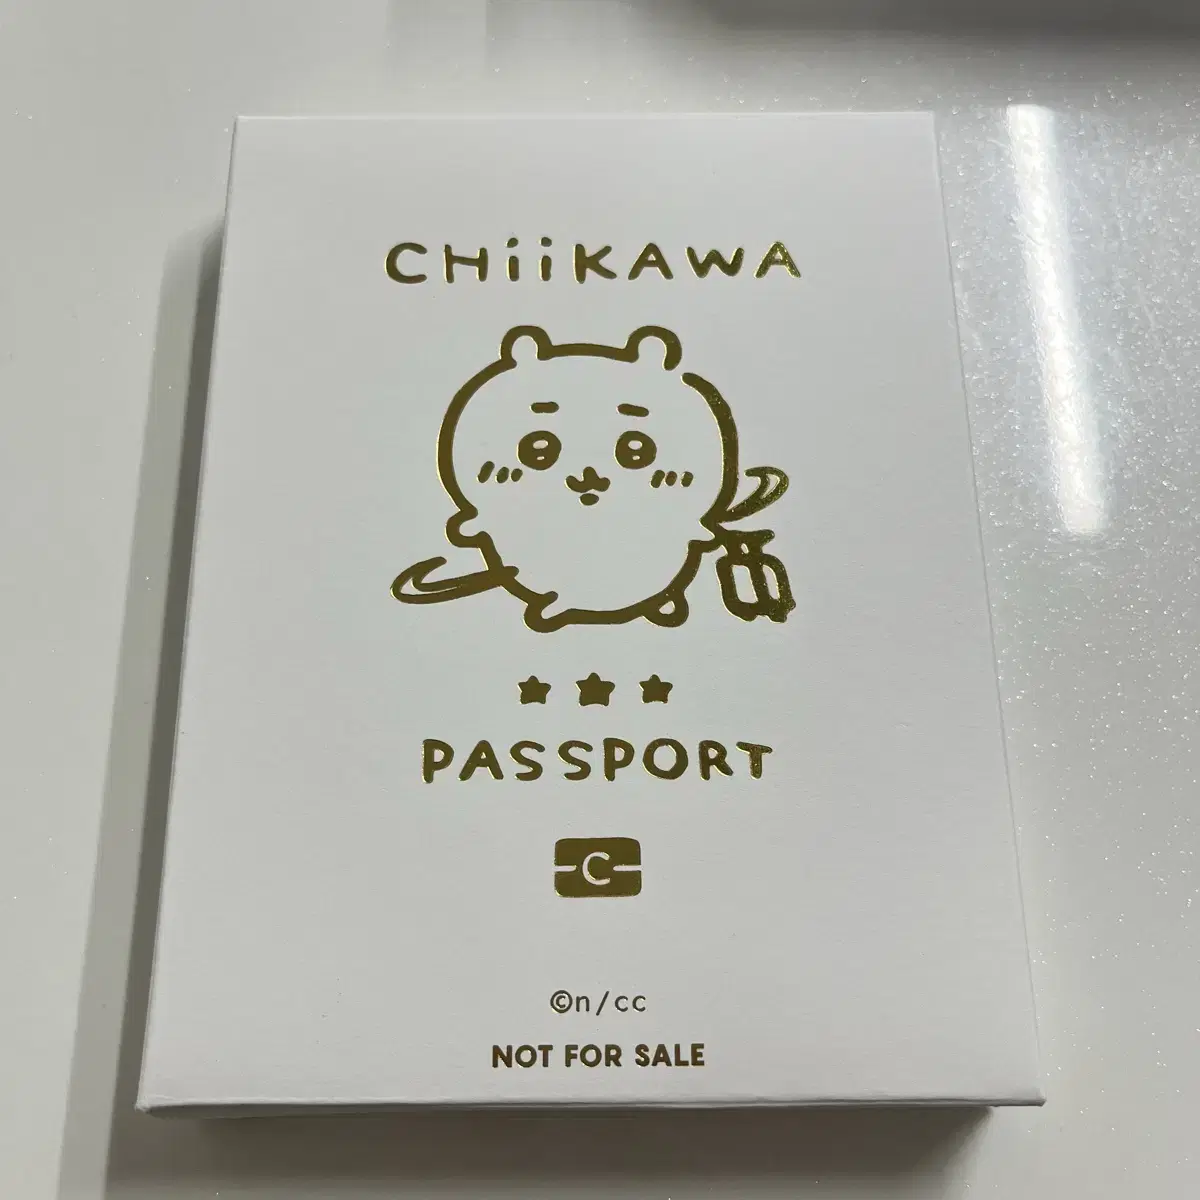 CHiiKAWA
PASSPORT
C
©n/cc
NOT FOR SALE